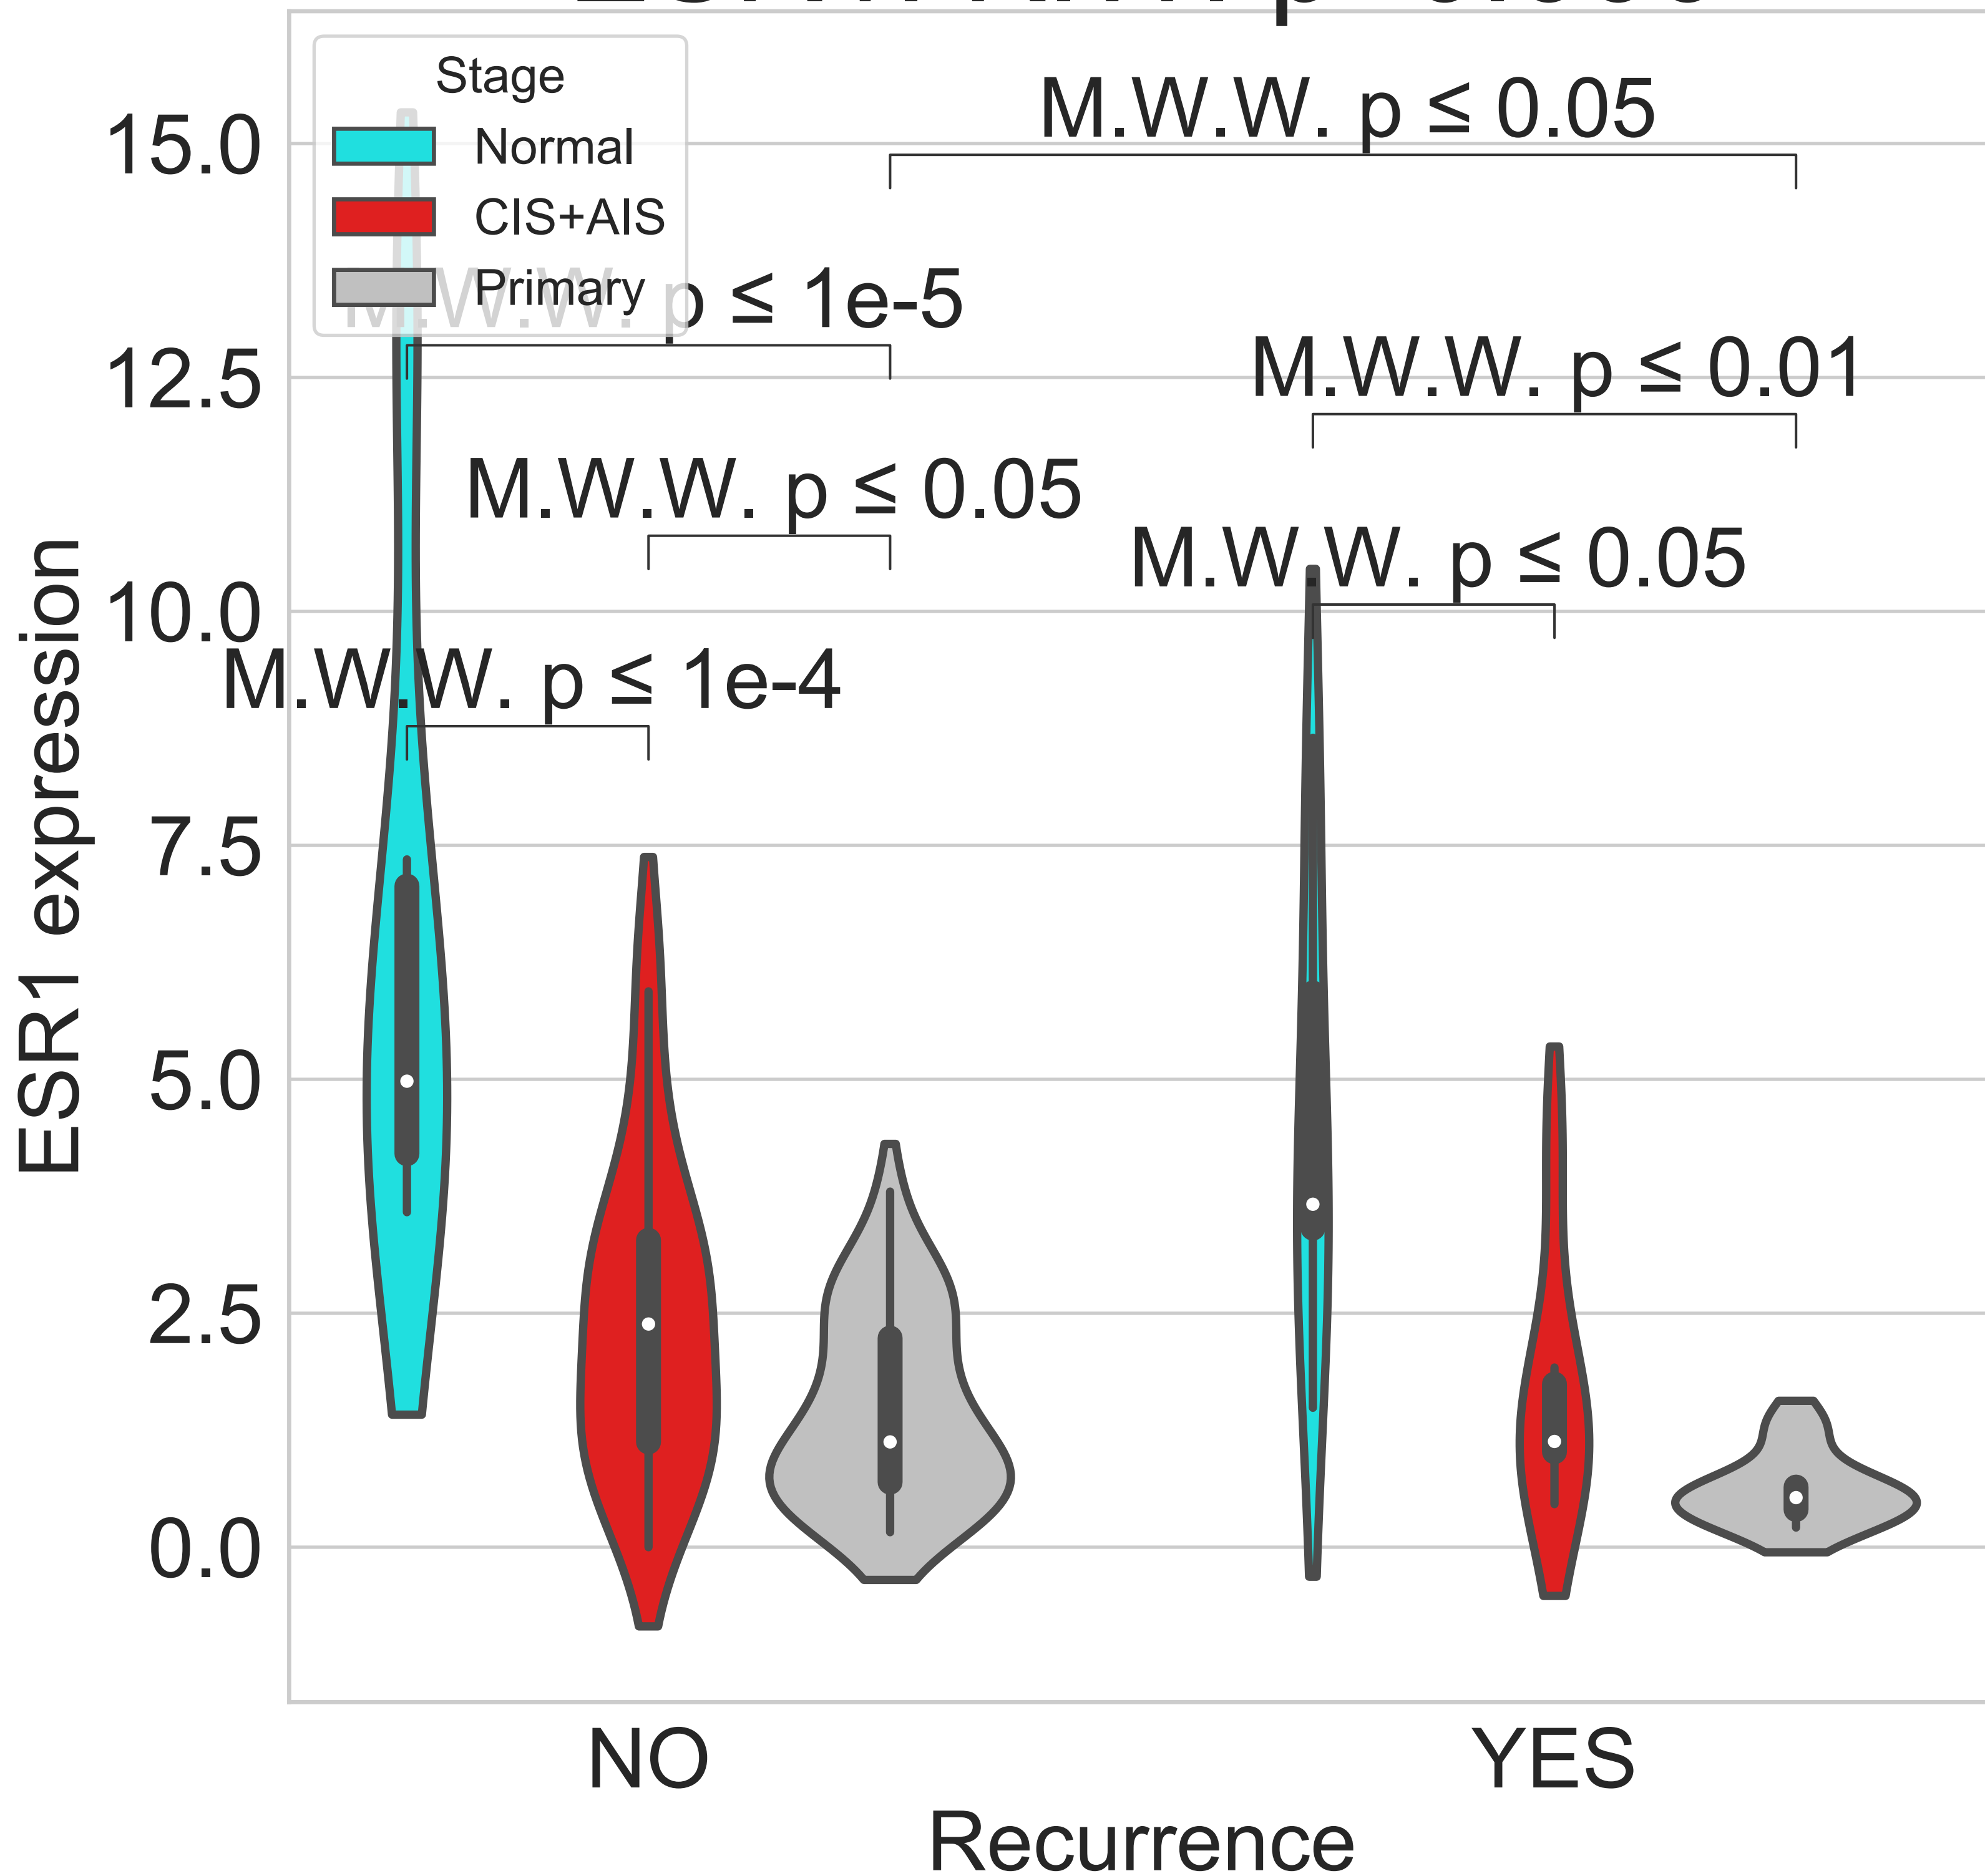 Stage
Normal
CIS+AIS
Primary
M.W.W. p ≤ 0.05
M.W.W. p ≤ 1e-5
M.W.W. p ≤ 0.01
M.W.W. p ≤ 0.05
M.W.W. p ≤ 0.05
M.W.W. p ≤ 1e-4
15.0
12.5
10.0
7.5
5.0
2.5
0.0
ESR1 expression
NO
YES
Recurrence